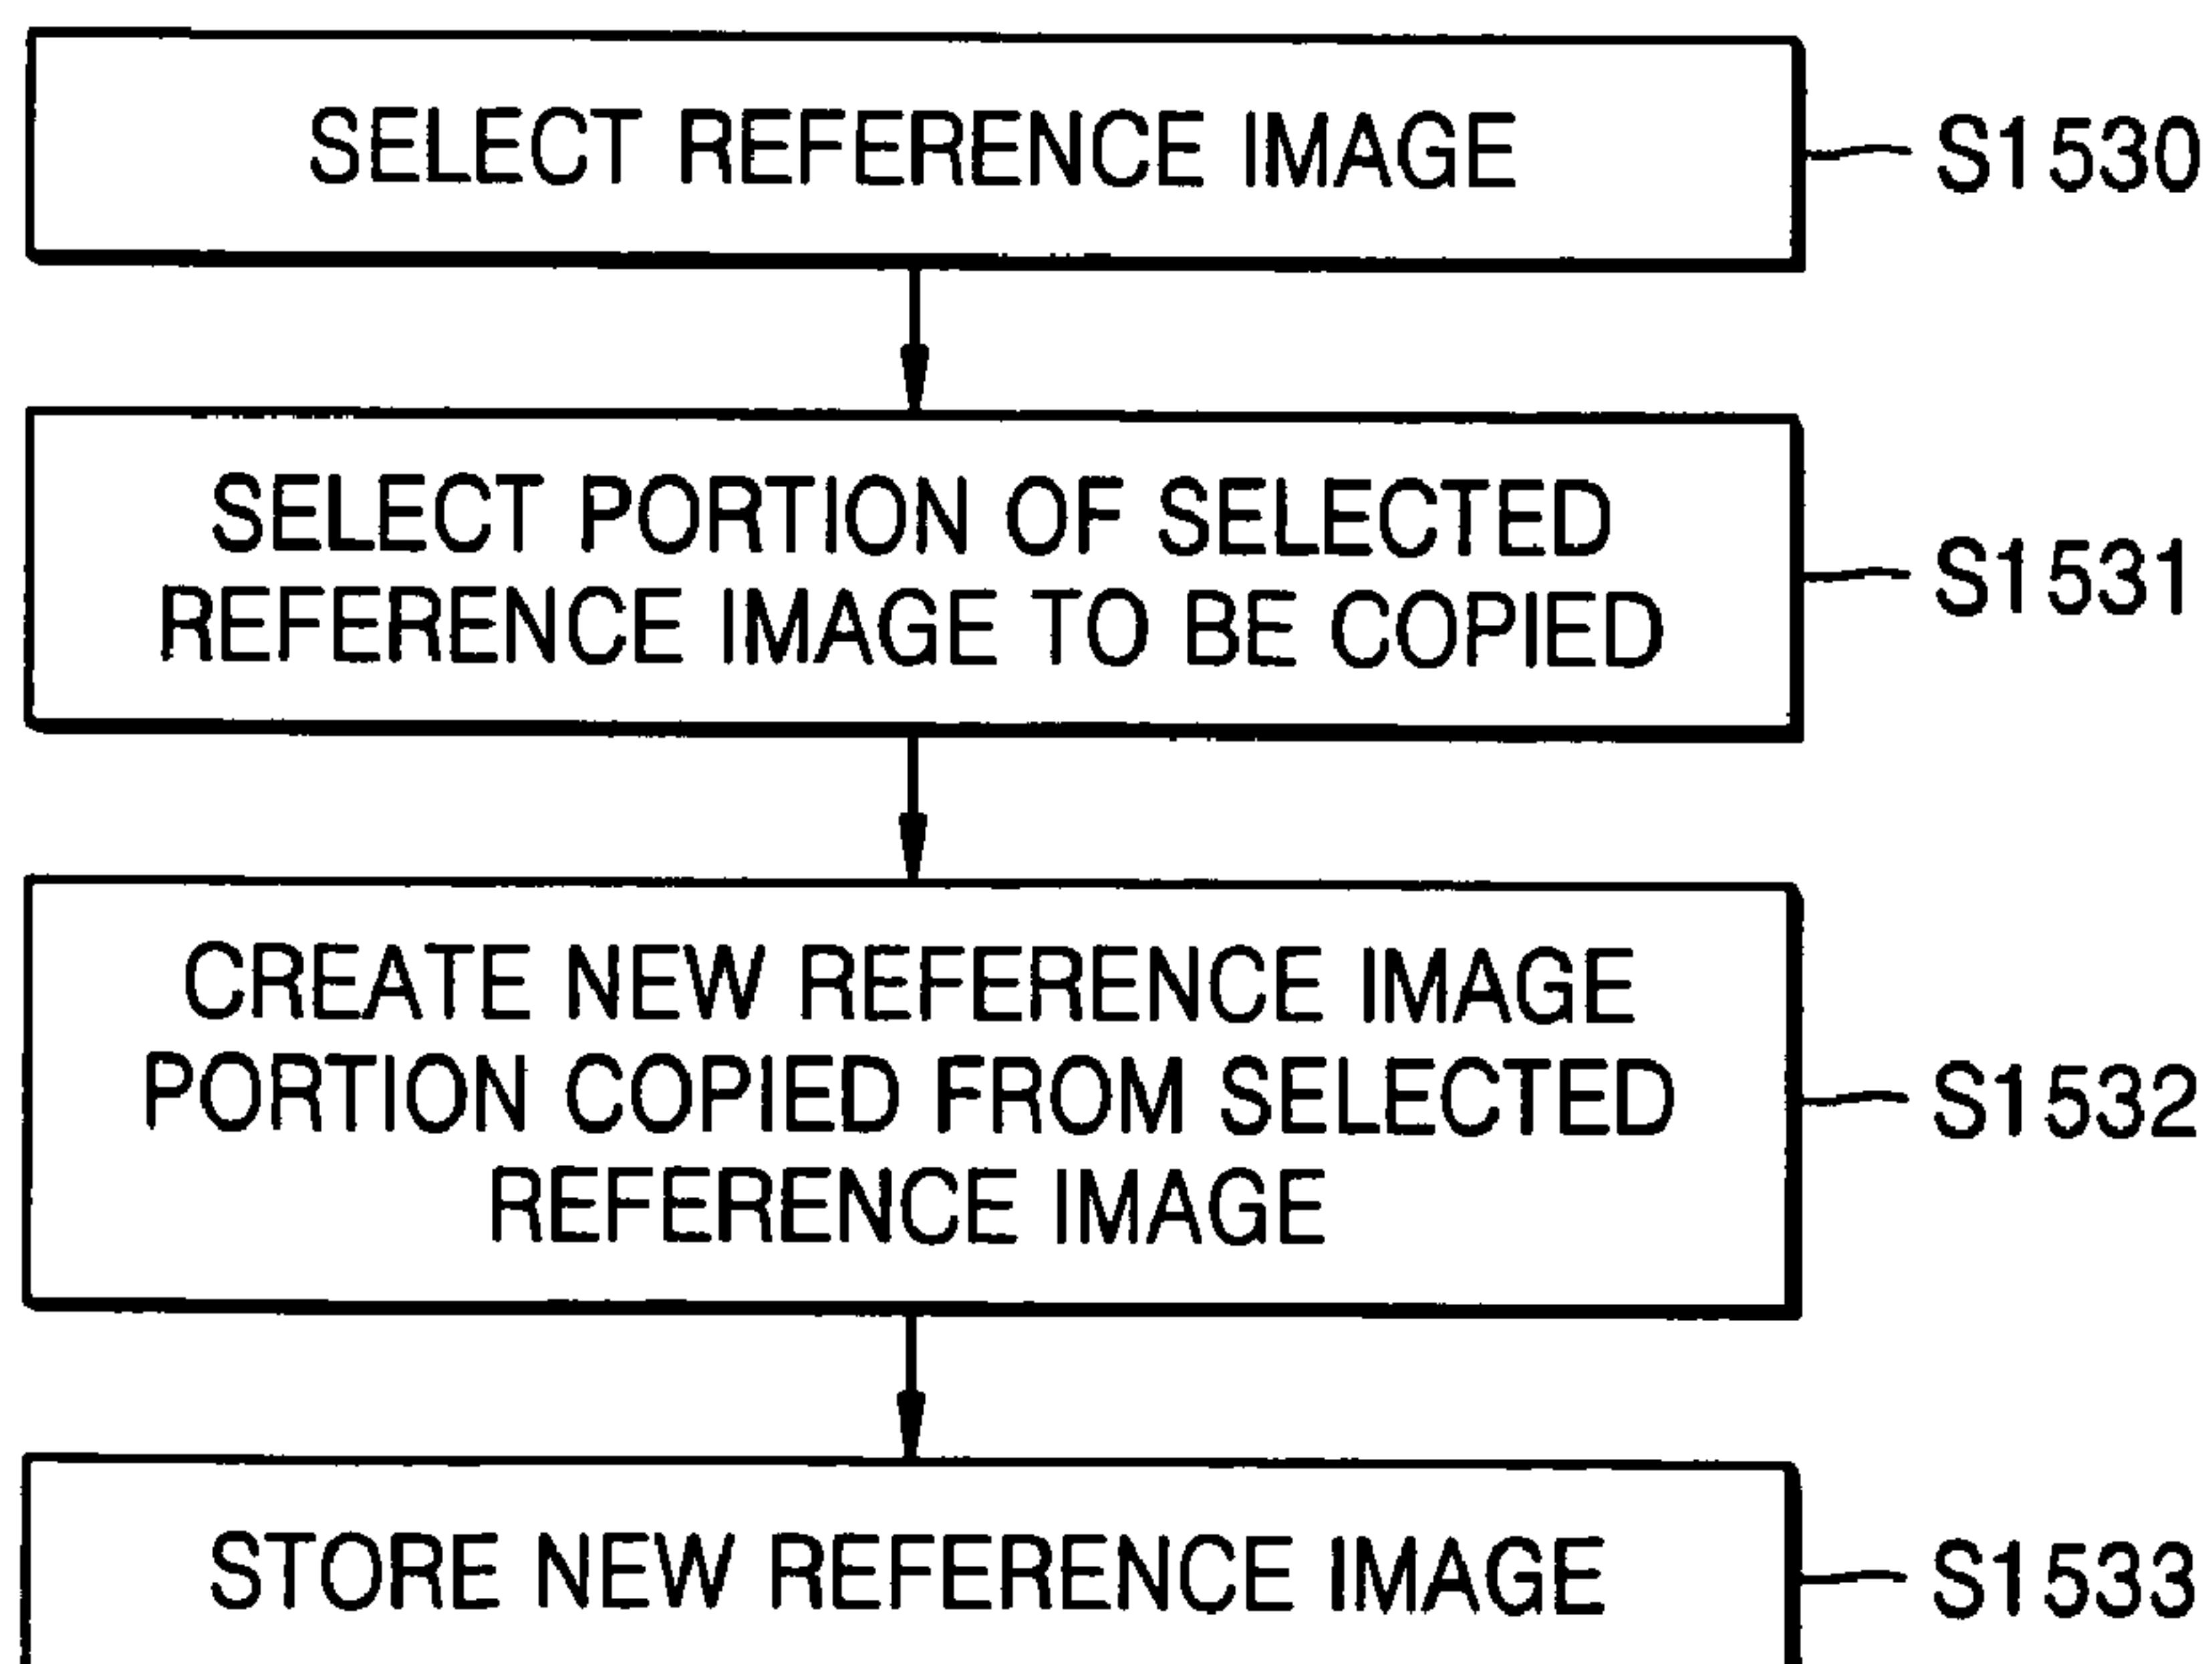 SELECT REFERENCE IMAGE
S1530
SELECT PORTION OF SELECTED
REFERENCE IMAGE TO BE COPIED
S1531
CREATE NEW REFERENCE IMAGE
PORTION COPIED FROM SELECTED
REFERENCE IMAGE
S1532
STORE NEW REFERENCE IMAGE
S1533